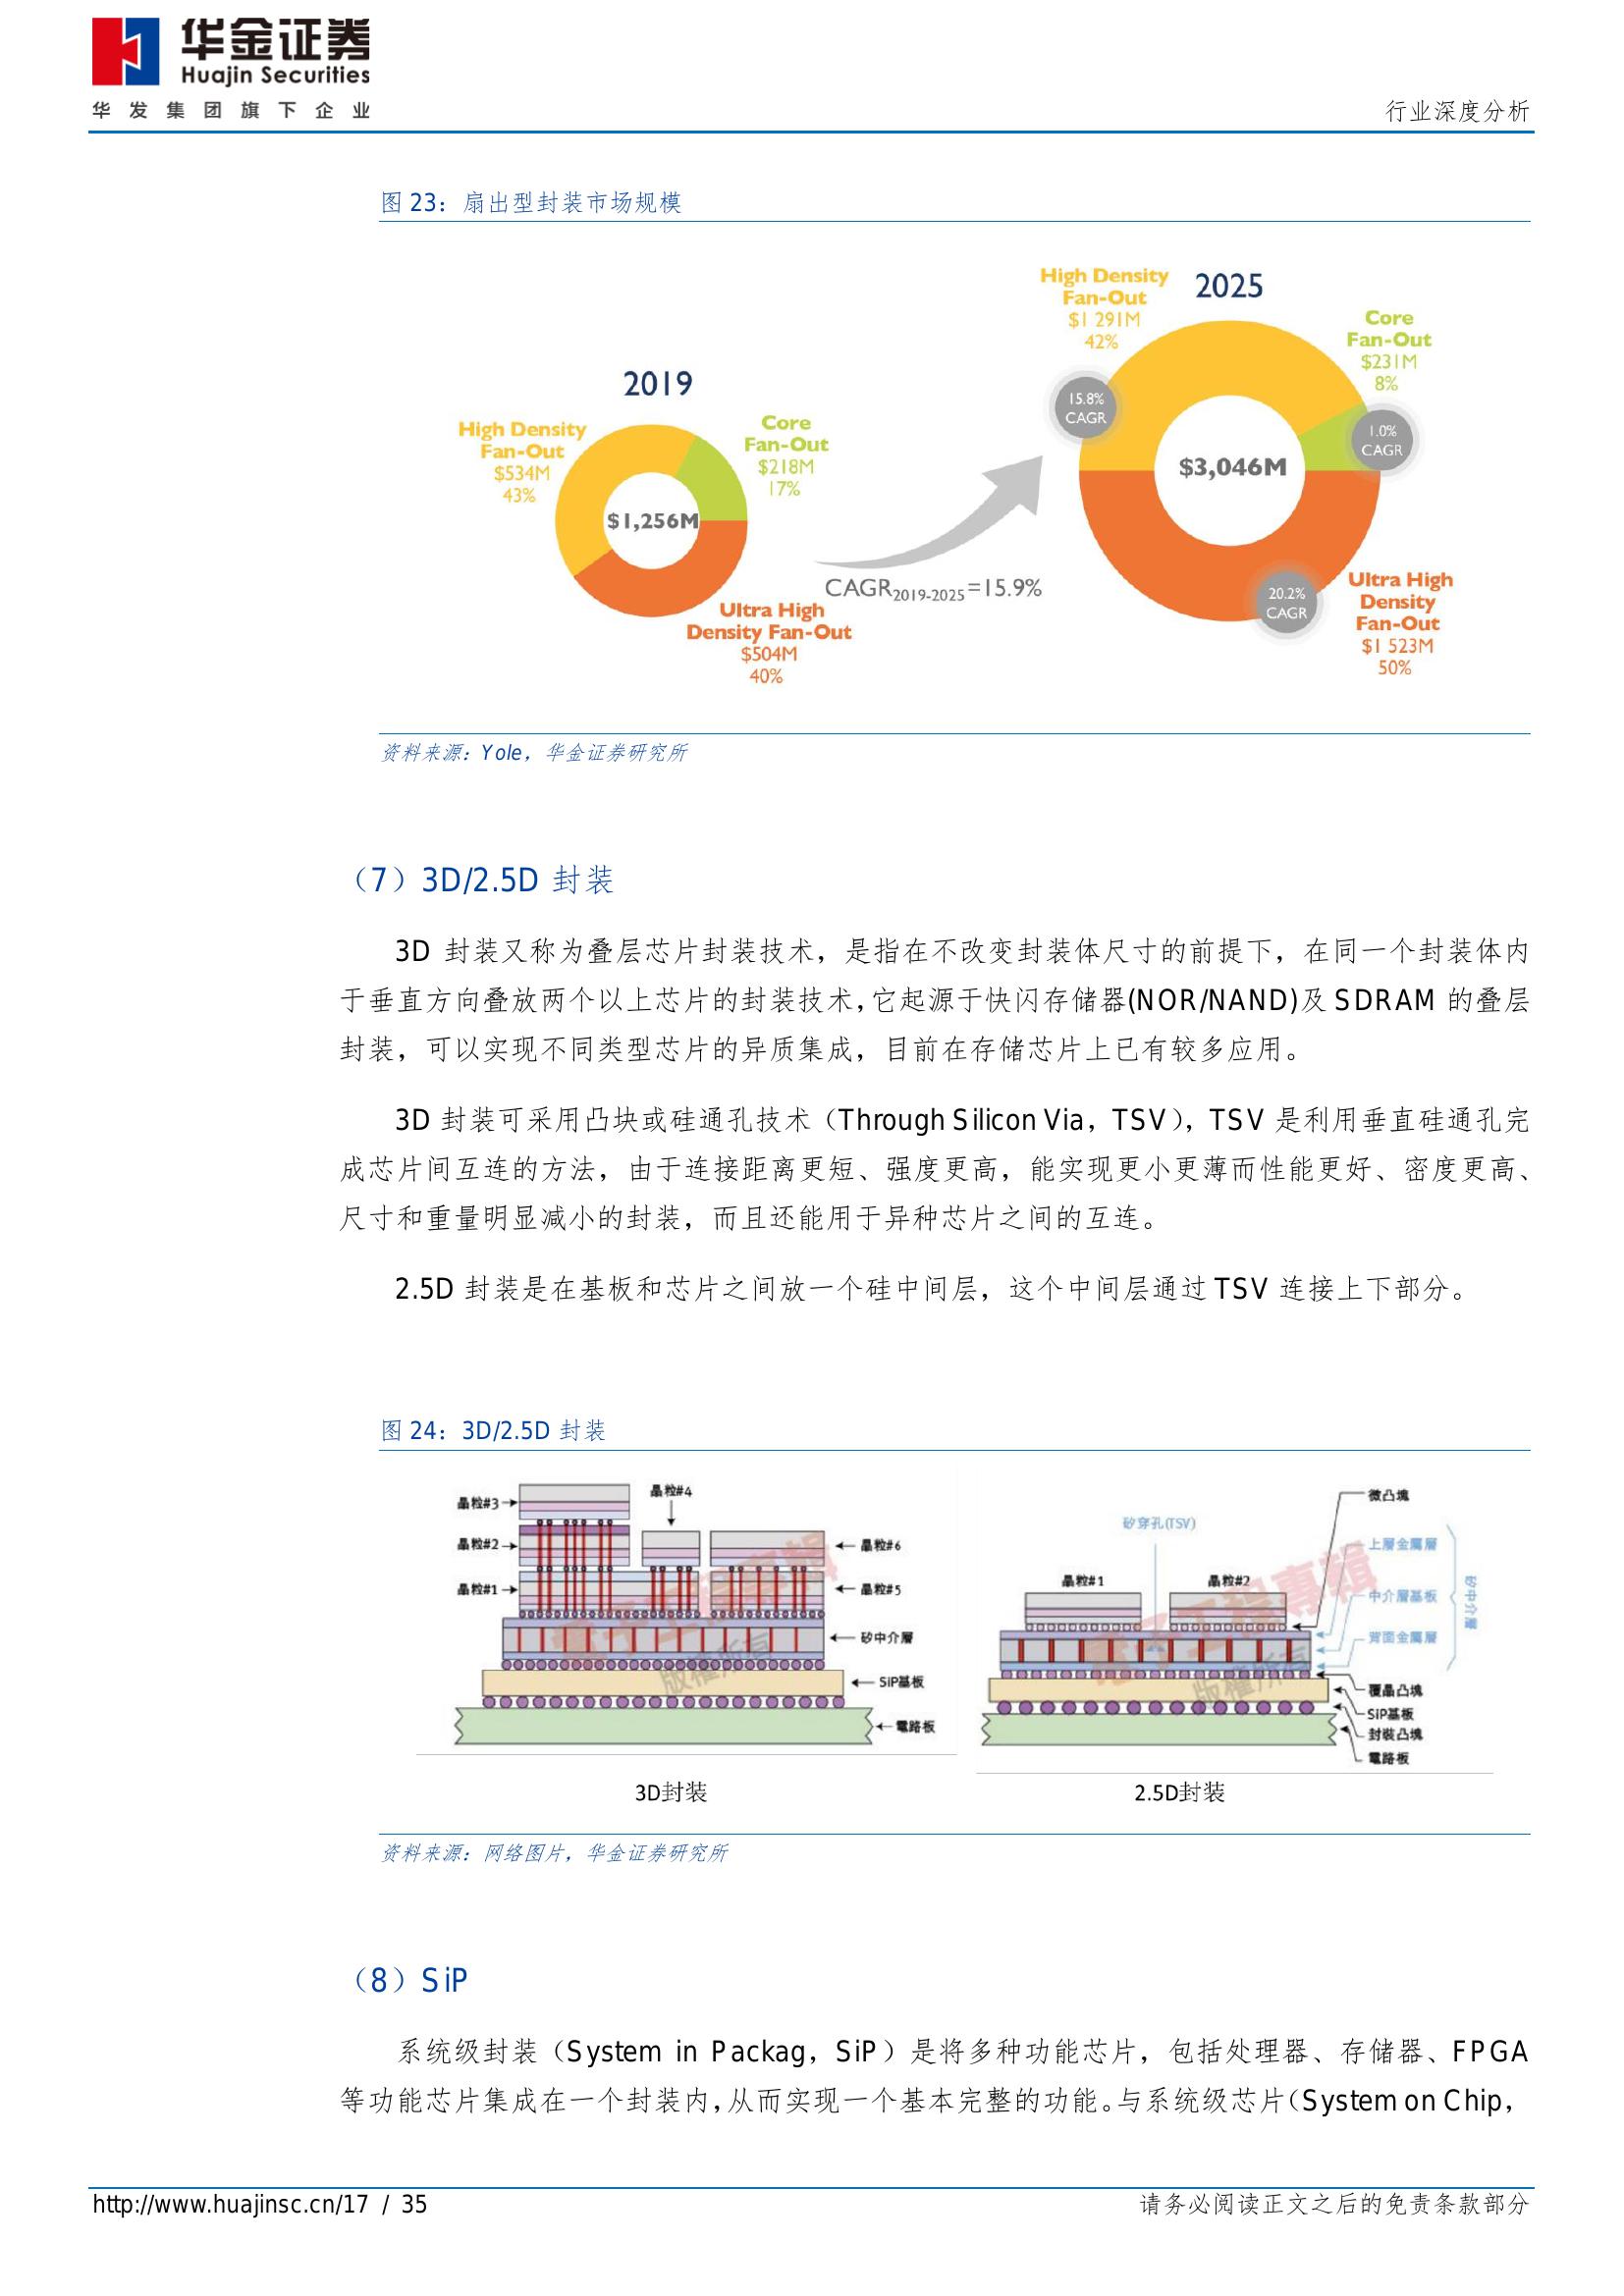 华金证券
Huajin Securities
华发集团旗下企业
行业深度分析
图 23：扇出型封装市场规模
2019
High Density
Fan-Out
$534M
43%
Core
Fan-Out
$218M
17%
$1,256M
Ultra High
Density Fan-Out
$504M
40%
CAGR2019-2025=15.9%
2025
High Density
Fan-Out
$1 291M
42%
Core
Fan-Out
$231M
8%
15.8%
CAGR
1.0%
CAGR
$3,046M
20.2%
CAGR
Ultra High
Density
Fan-Out
$1 523M
50%
资料来源：Yole，华金证券研究所
（7）3D/2.5D 封装
3D 封装又称为叠层芯片封装技术，是指在不改变封装体尺寸的前提下，在同一个封装体内
于垂直方向叠放两个以上芯片的封装技术，它起源于快闪存储器(NOR/NAND)及 SDRAM 的叠层
封装，可以实现不同类型芯片的异质集成，目前在存储芯片上已有较多应用。
3D 封装可采用凸块或硅通孔技术（Through Silicon Via，TSV），TSV 是利用垂直硅通孔完
成芯片间互连的方法，由于连接距离更短、强度更高，能实现更小更薄而性能更好、密度更高、
尺寸和重量明显减小的封装，而且还能用于异种芯片之间的互连。
2.5D 封装是在基板和芯片之间放一个硅中间层，这个中间层通过 TSV 连接上下部分。
图 24：3D/2.5D 封装
晶粒#3
晶粒#2
晶粒#1
晶粒#4
晶粒#6
晶粒#5
矽中介層
SiP基板
電路板
電子工程專輯
版權所有
3D封装
矽穿孔(TSV)
晶粒#1
晶粒#2
微凸塊
上層金屬層
中介層基板
背面金屬層
矽中介層
覆晶凸塊
SiP基板
封裝凸塊
電路板
電子工程專輯
版權所有
2.5D封装
资料来源：网络图片，华金证券研究所
（8）SiP
系统级封装（System in Packag，SiP）是将多种功能芯片，包括处理器、存储器、FPGA
等功能芯片集成在一个封装内，从而实现一个基本完整的功能。与系统级芯片（System on Chip，
http://www.huajinsc.cn/17 / 35
请务必阅读正文之后的免责条款部分